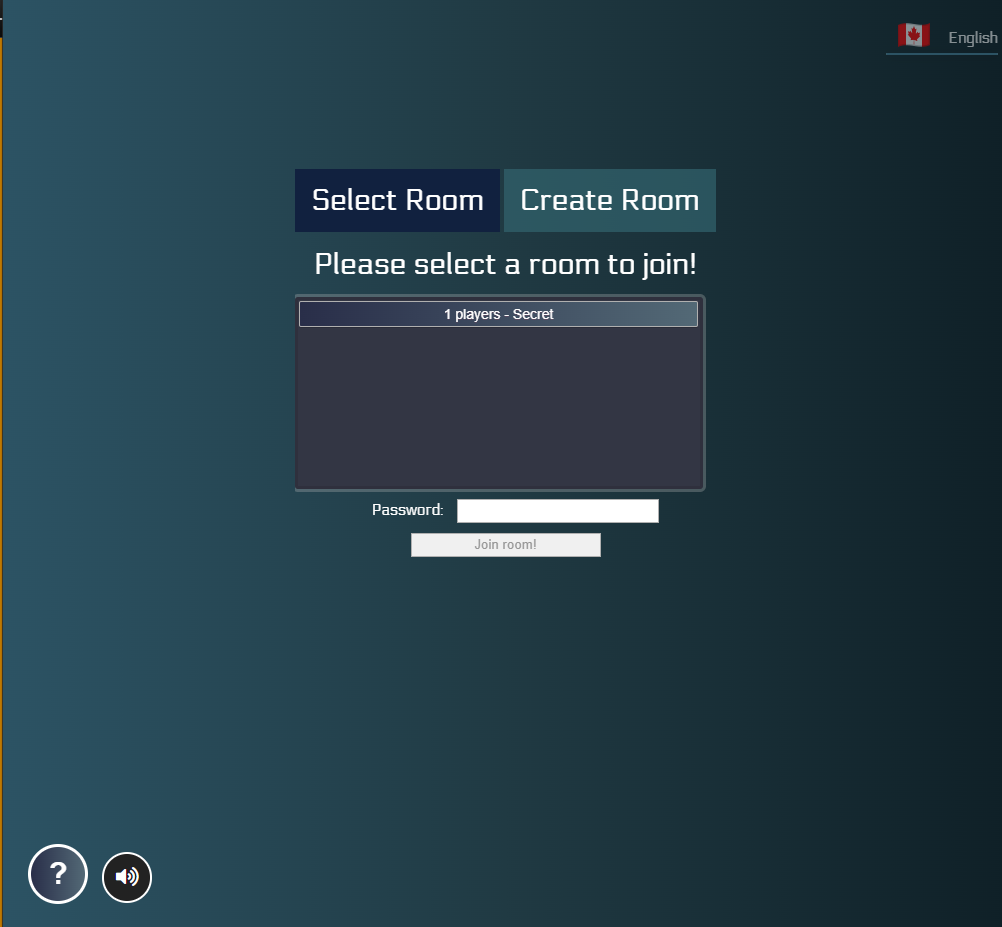 English
Select Room
Create Room
Please select a room to join!
1 players - Secret
Password:
Join room!
?